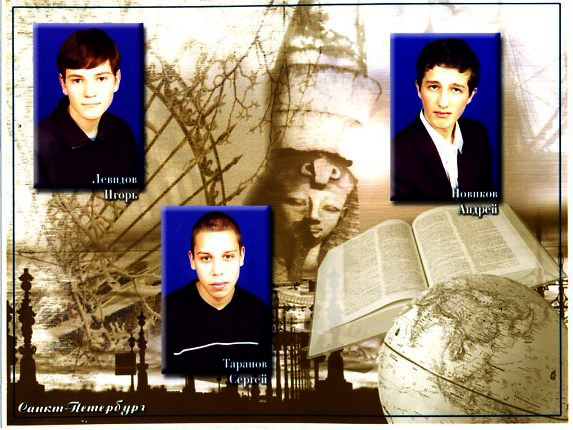 Левидов
Игорь
Новиков
Андрей
Таранов
Сергей
Санкт-Петербург